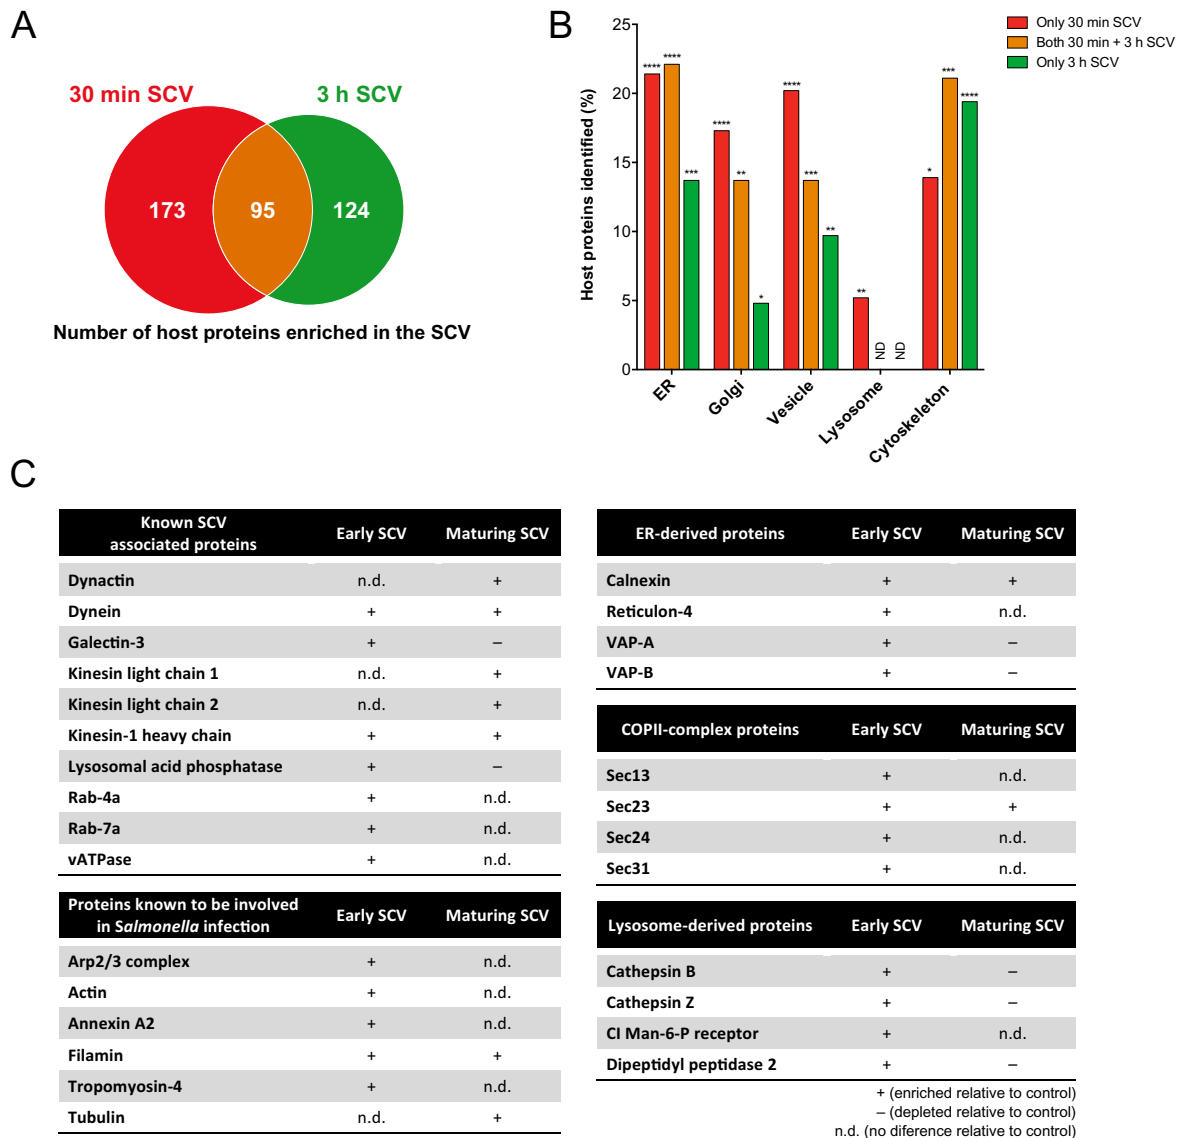 A
30 min SCV
3 h SCV
173
95
124
Number of host proteins enriched in the SCV
B
Only 30 min SCV
Both 30 min + 3 h SCV
Only 3 h SCV
Host proteins identified (%)
25
20
15
10
5
0
**** **** ***
**** ** *
**** *** **
** ND ND
* *** ****
ER
Golgi
Vesicle
Lysosome
Cytoskeleton
C
Known SCV
associated proteins Early SCV Maturing SCV
Dynactin n.d. +
Dynein + +
Galectin-3 + –
Kinesin light chain 1 n.d. +
Kinesin light chain 2 n.d. +
Kinesin-1 heavy chain + +
Lysosomal acid phosphatase + –
Rab-4a + n.d.
Rab-7a + n.d.
vATPase + n.d.
Proteins known to be involved
in Salmonella infection Early SCV Maturing SCV
Arp2/3 complex + n.d.
Actin + n.d.
Annexin A2 + n.d.
Filamin + +
Tropomyosin-4 + n.d.
Tubulin n.d. +
ER-derived proteins Early SCV Maturing SCV
Calnexin + +
Reticulon-4 + n.d.
VAP-A + –
VAP-B + –
COPII-complex proteins Early SCV Maturing SCV
Sec13 + n.d.
Sec23 + +
Sec24 + n.d.
Sec31 + n.d.
Lysosome-derived proteins Early SCV Maturing SCV
Cathepsin B + –
Cathepsin Z + –
CI Man-6-P receptor + n.d.
Dipeptidyl peptidase 2 + –
+ (enriched relative to control)
– (depleted relative to control)
n.d. (no diference relative to control)